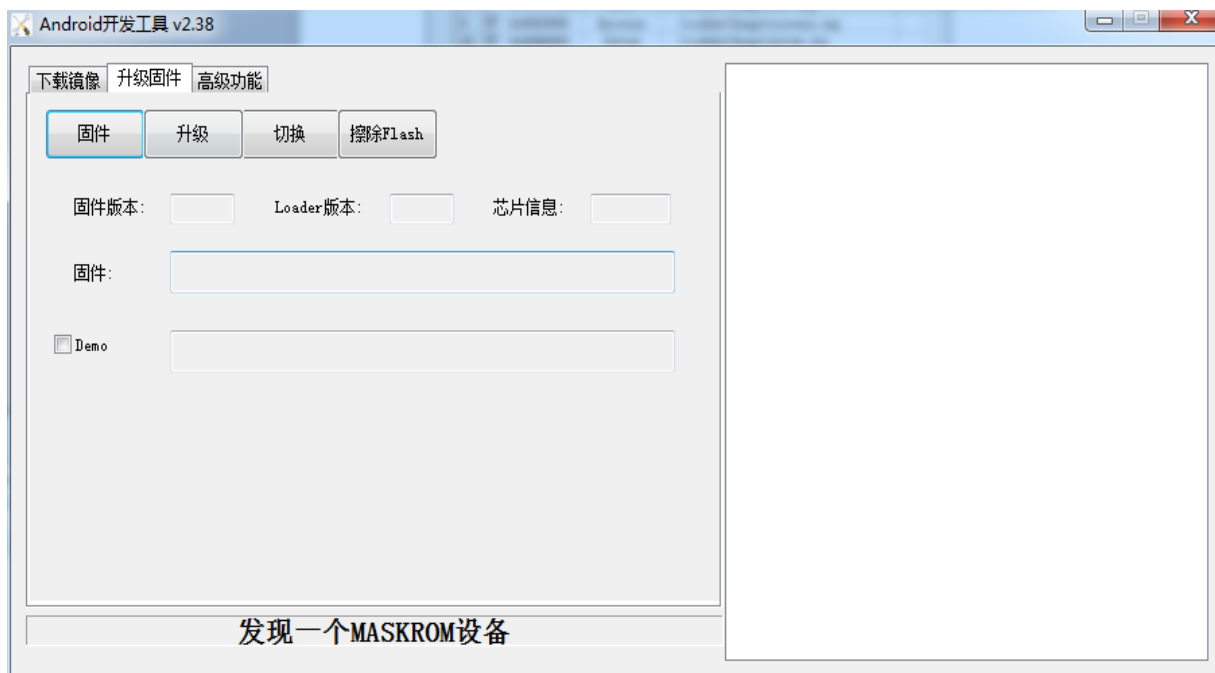 Android开发工具 v2.38
下载镜像 升级固件 高级功能
固件 升级 切换 擦除Flash
固件版本: Loader版本: 芯片信息:
固件:
Demo
发现一个MASKROM设备